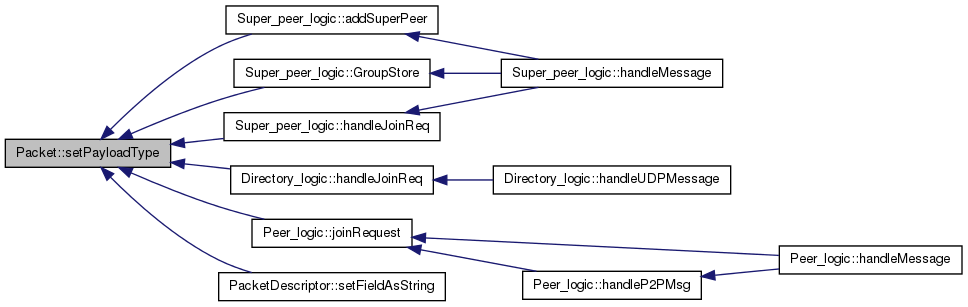 Super_peer_logic::addSuperPeer
Super_peer_logic::GroupStore
Super_peer_logic::handleMessage
Super_peer_logic::handleJoinReq
Packet::setPayloadType
Directory_logic::handleJoinReq
Directory_logic::handleUDPMessage
Peer_logic::joinRequest
Peer_logic::handleMessage
PacketDescriptor::setFieldAsString
Peer_logic::handleP2PMsg